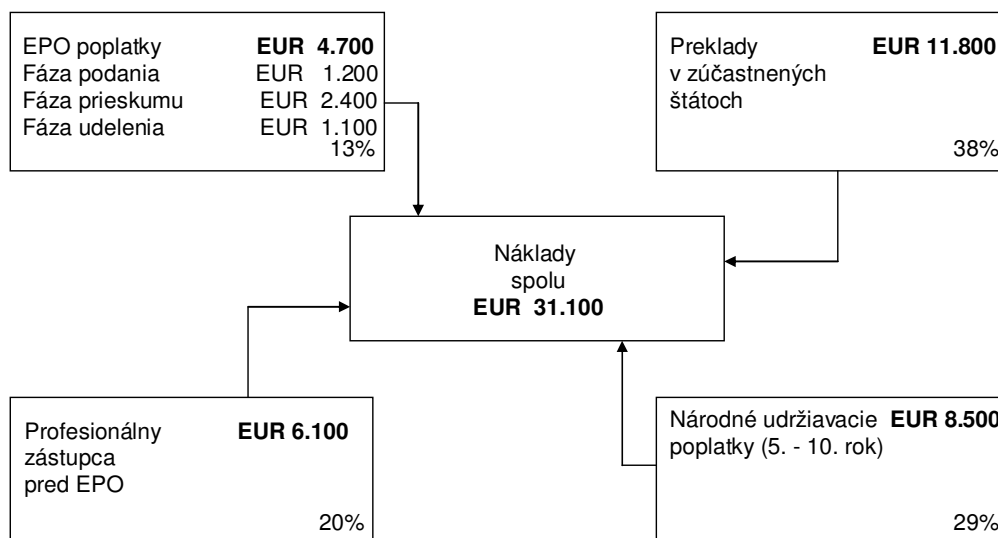 EPO poplatky EUR 4.700
Fáza podania EUR 1.200
Fáza prieskumu EUR 2.400
Fáza udelenia EUR 1.100
13%
Preklady EUR 11.800
v zúčastnených
štátoch
38%
Náklady
spolu
EUR 31.100
Profesionálny EUR 6.100
zástupca
pred EPO
20%
Národné udržiavacie EUR 8.500
poplatky (5. - 10. rok)
29%